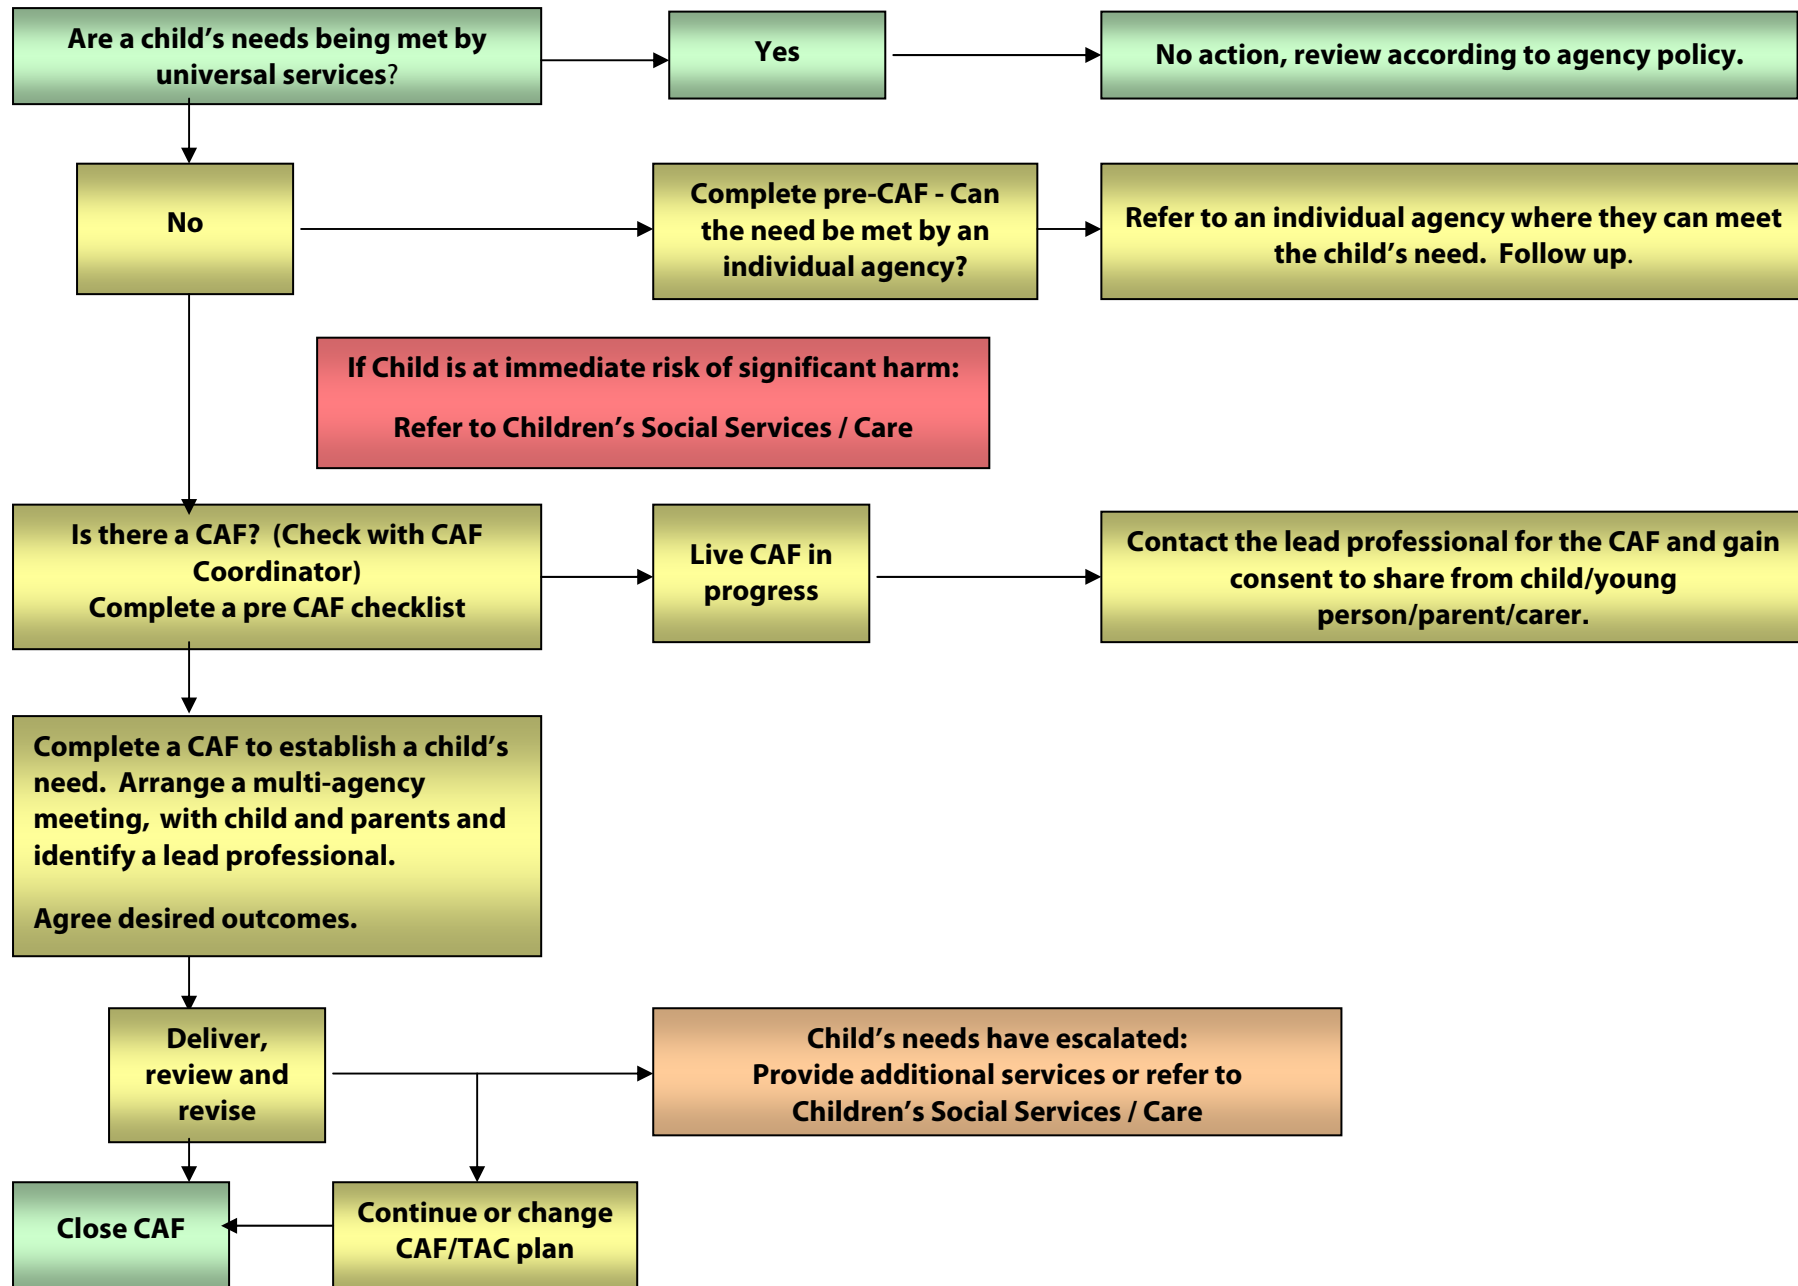 Are a child’s needs being met by
universal services?
Yes
No action, review according to agency policy.
No
Complete pre-CAF - Can
the need be met by an
individual agency?
Refer to an individual agency where they can meet
the child’s need.  Follow up.
If Child is at immediate risk of significant harm:
Refer to Children’s Social Services / Care
Is there a CAF?  (Check with CAF
Coordinator)
Complete a pre CAF checklist
Live CAF in
progress
Contact the lead professional for the CAF and gain
consent to share from child/young
person/parent/carer.
Complete a CAF to establish a child’s
need.  Arrange a multi-agency
meeting, with child and parents and
identify a lead professional.
Agree desired outcomes.
Deliver,
review and
revise
Child’s needs have escalated:
Provide additional services or refer to
Children’s Social Services / Care
Close CAF
Continue or change
CAF/TAC plan